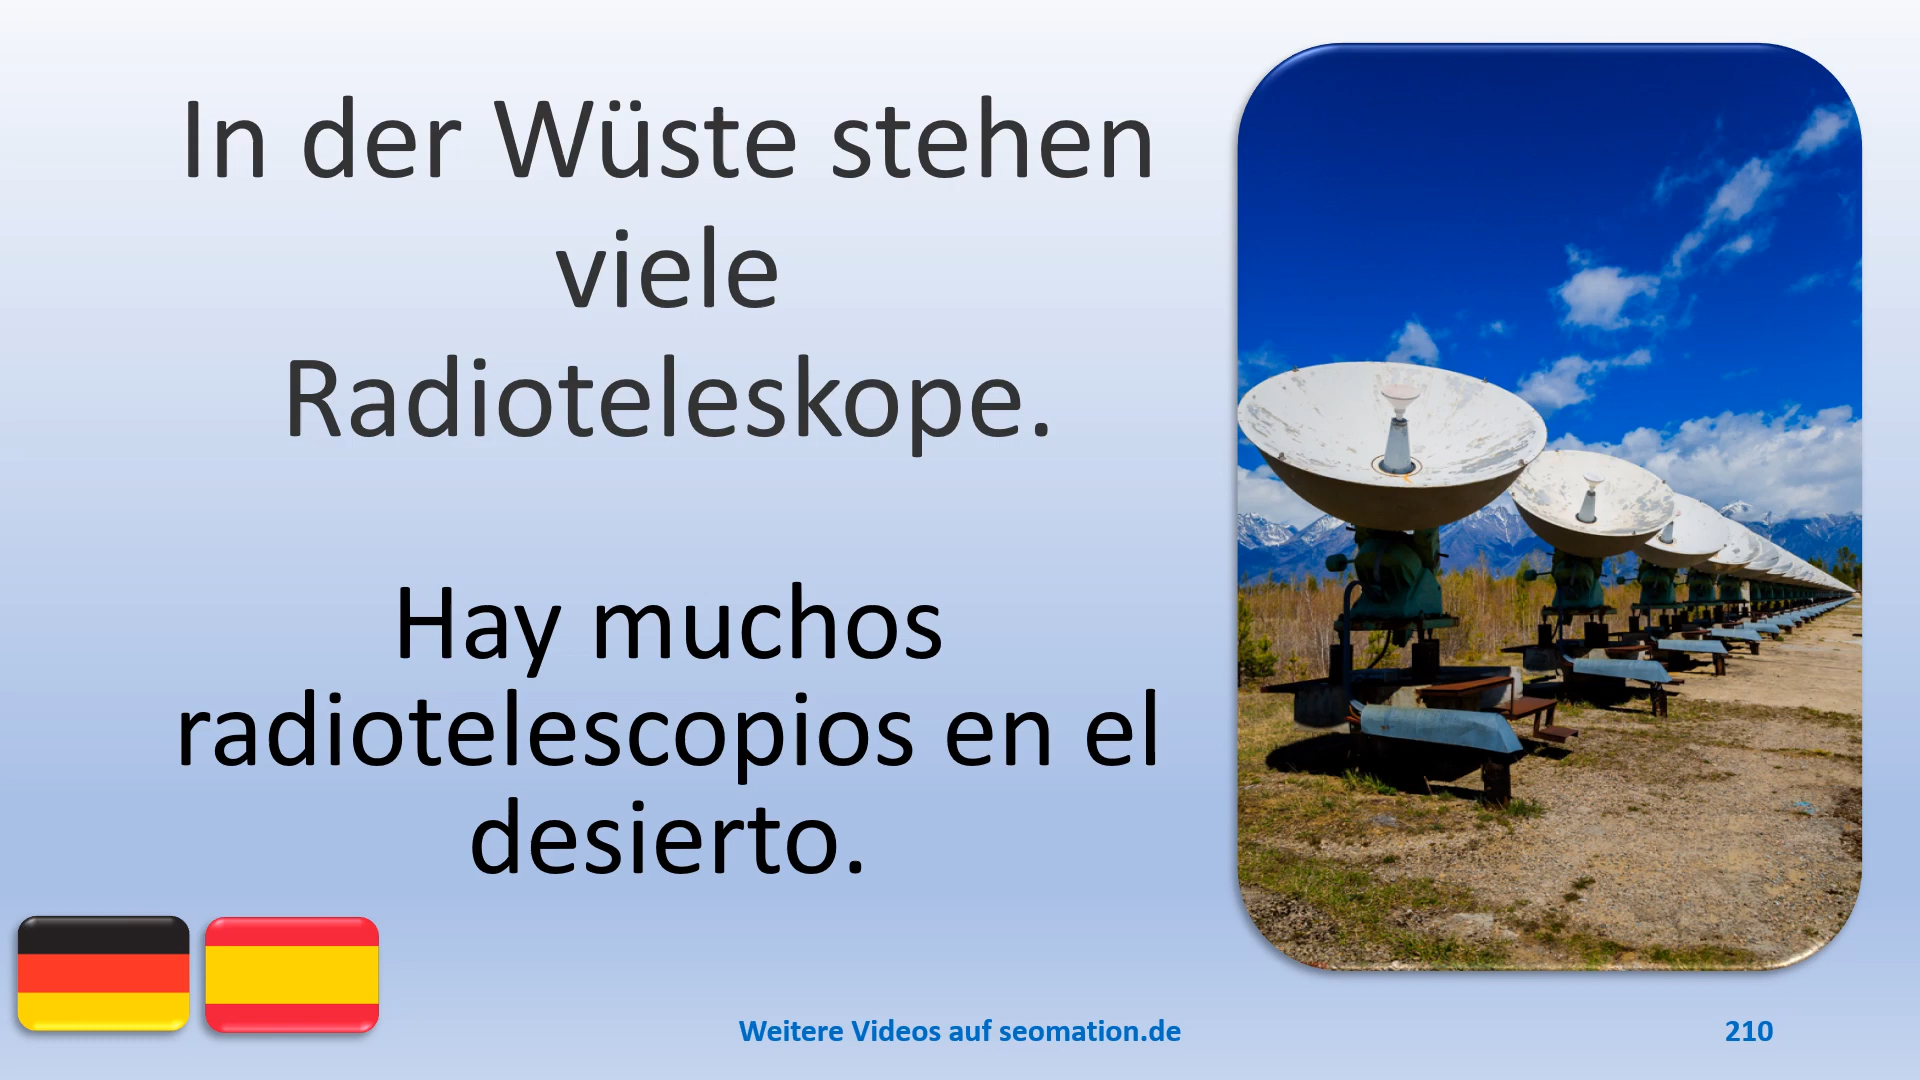 In der Wüste stehen
viele
Radioteleskope.
Hay muchos
radiotelescopios en el
desierto.
Weitere Videos auf seomation.de
210